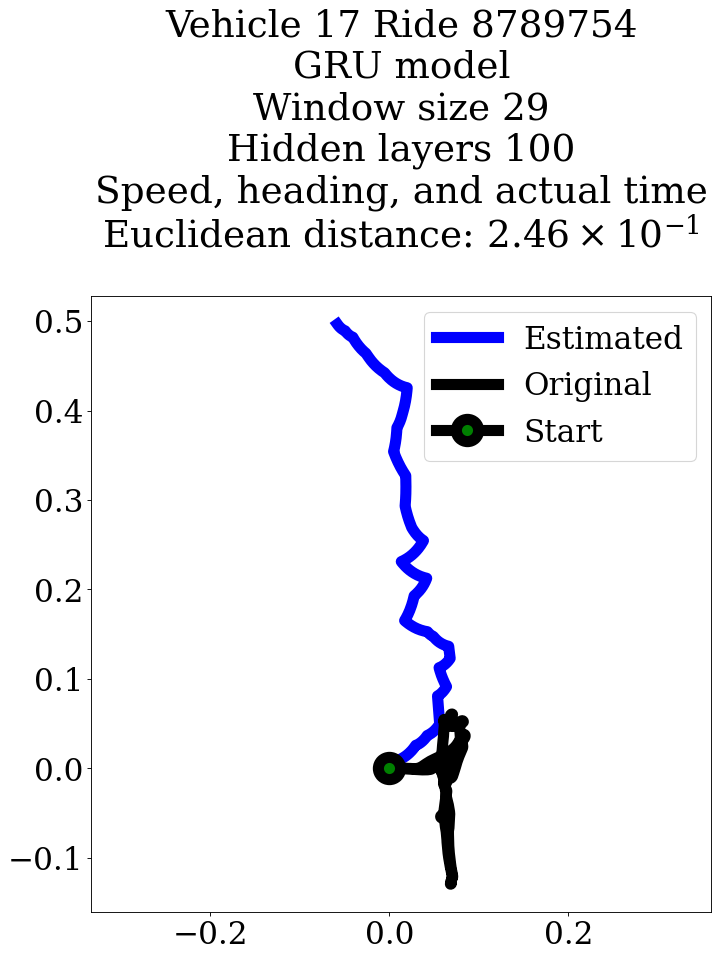 Vehicle 17 Ride 8789754
GRU model
Window size 29
Hidden layers 100
Speed, heading, and actual time
Euclidean distance: 2.46 × 10⁻¹
Estimated
Original
Start
0.5
0.4
0.3
0.2
0.1
0.0
−0.1
−0.2
0.0
0.2